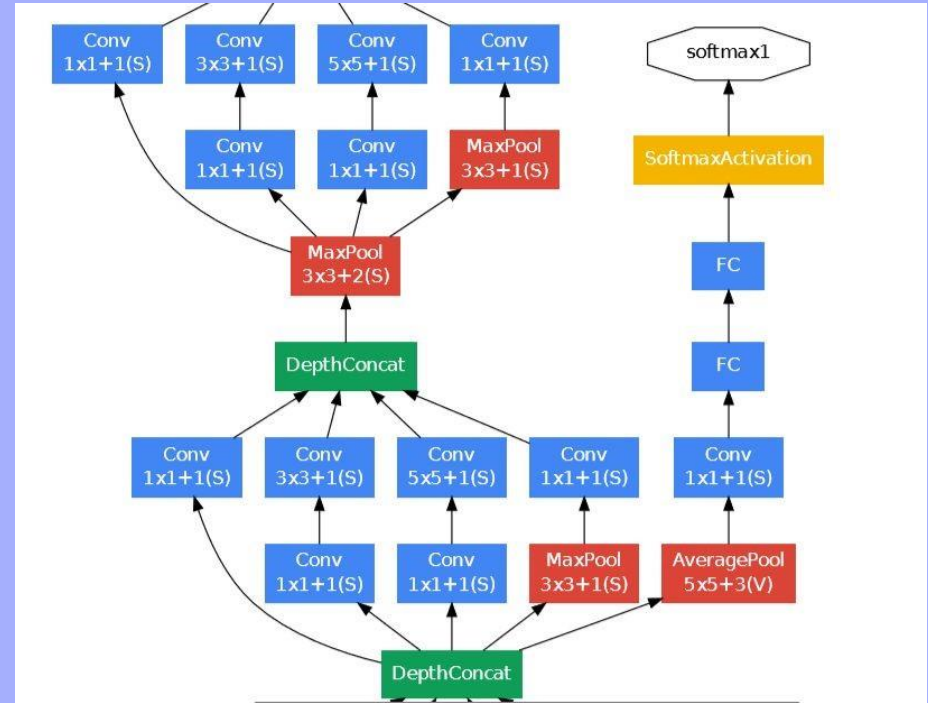 Conv
1x1+1(S)
Conv
3x3+1(S)
Conv
5x5+1(S)
Conv
1x1+1(S)
softmax1
Conv
1x1+1(S)
Conv
1x1+1(S)
MaxPool
3x3+1(S)
SoftmaxActivation
MaxPool
3x3+2(S)
FC
DepthConcat
FC
Conv
1x1+1(S)
Conv
3x3+1(S)
Conv
5x5+1(S)
Conv
1x1+1(S)
Conv
1x1+1(S)
Conv
1x1+1(S)
Conv
1x1+1(S)
MaxPool
3x3+1(S)
AveragePool
5x5+3(V)
DepthConcat